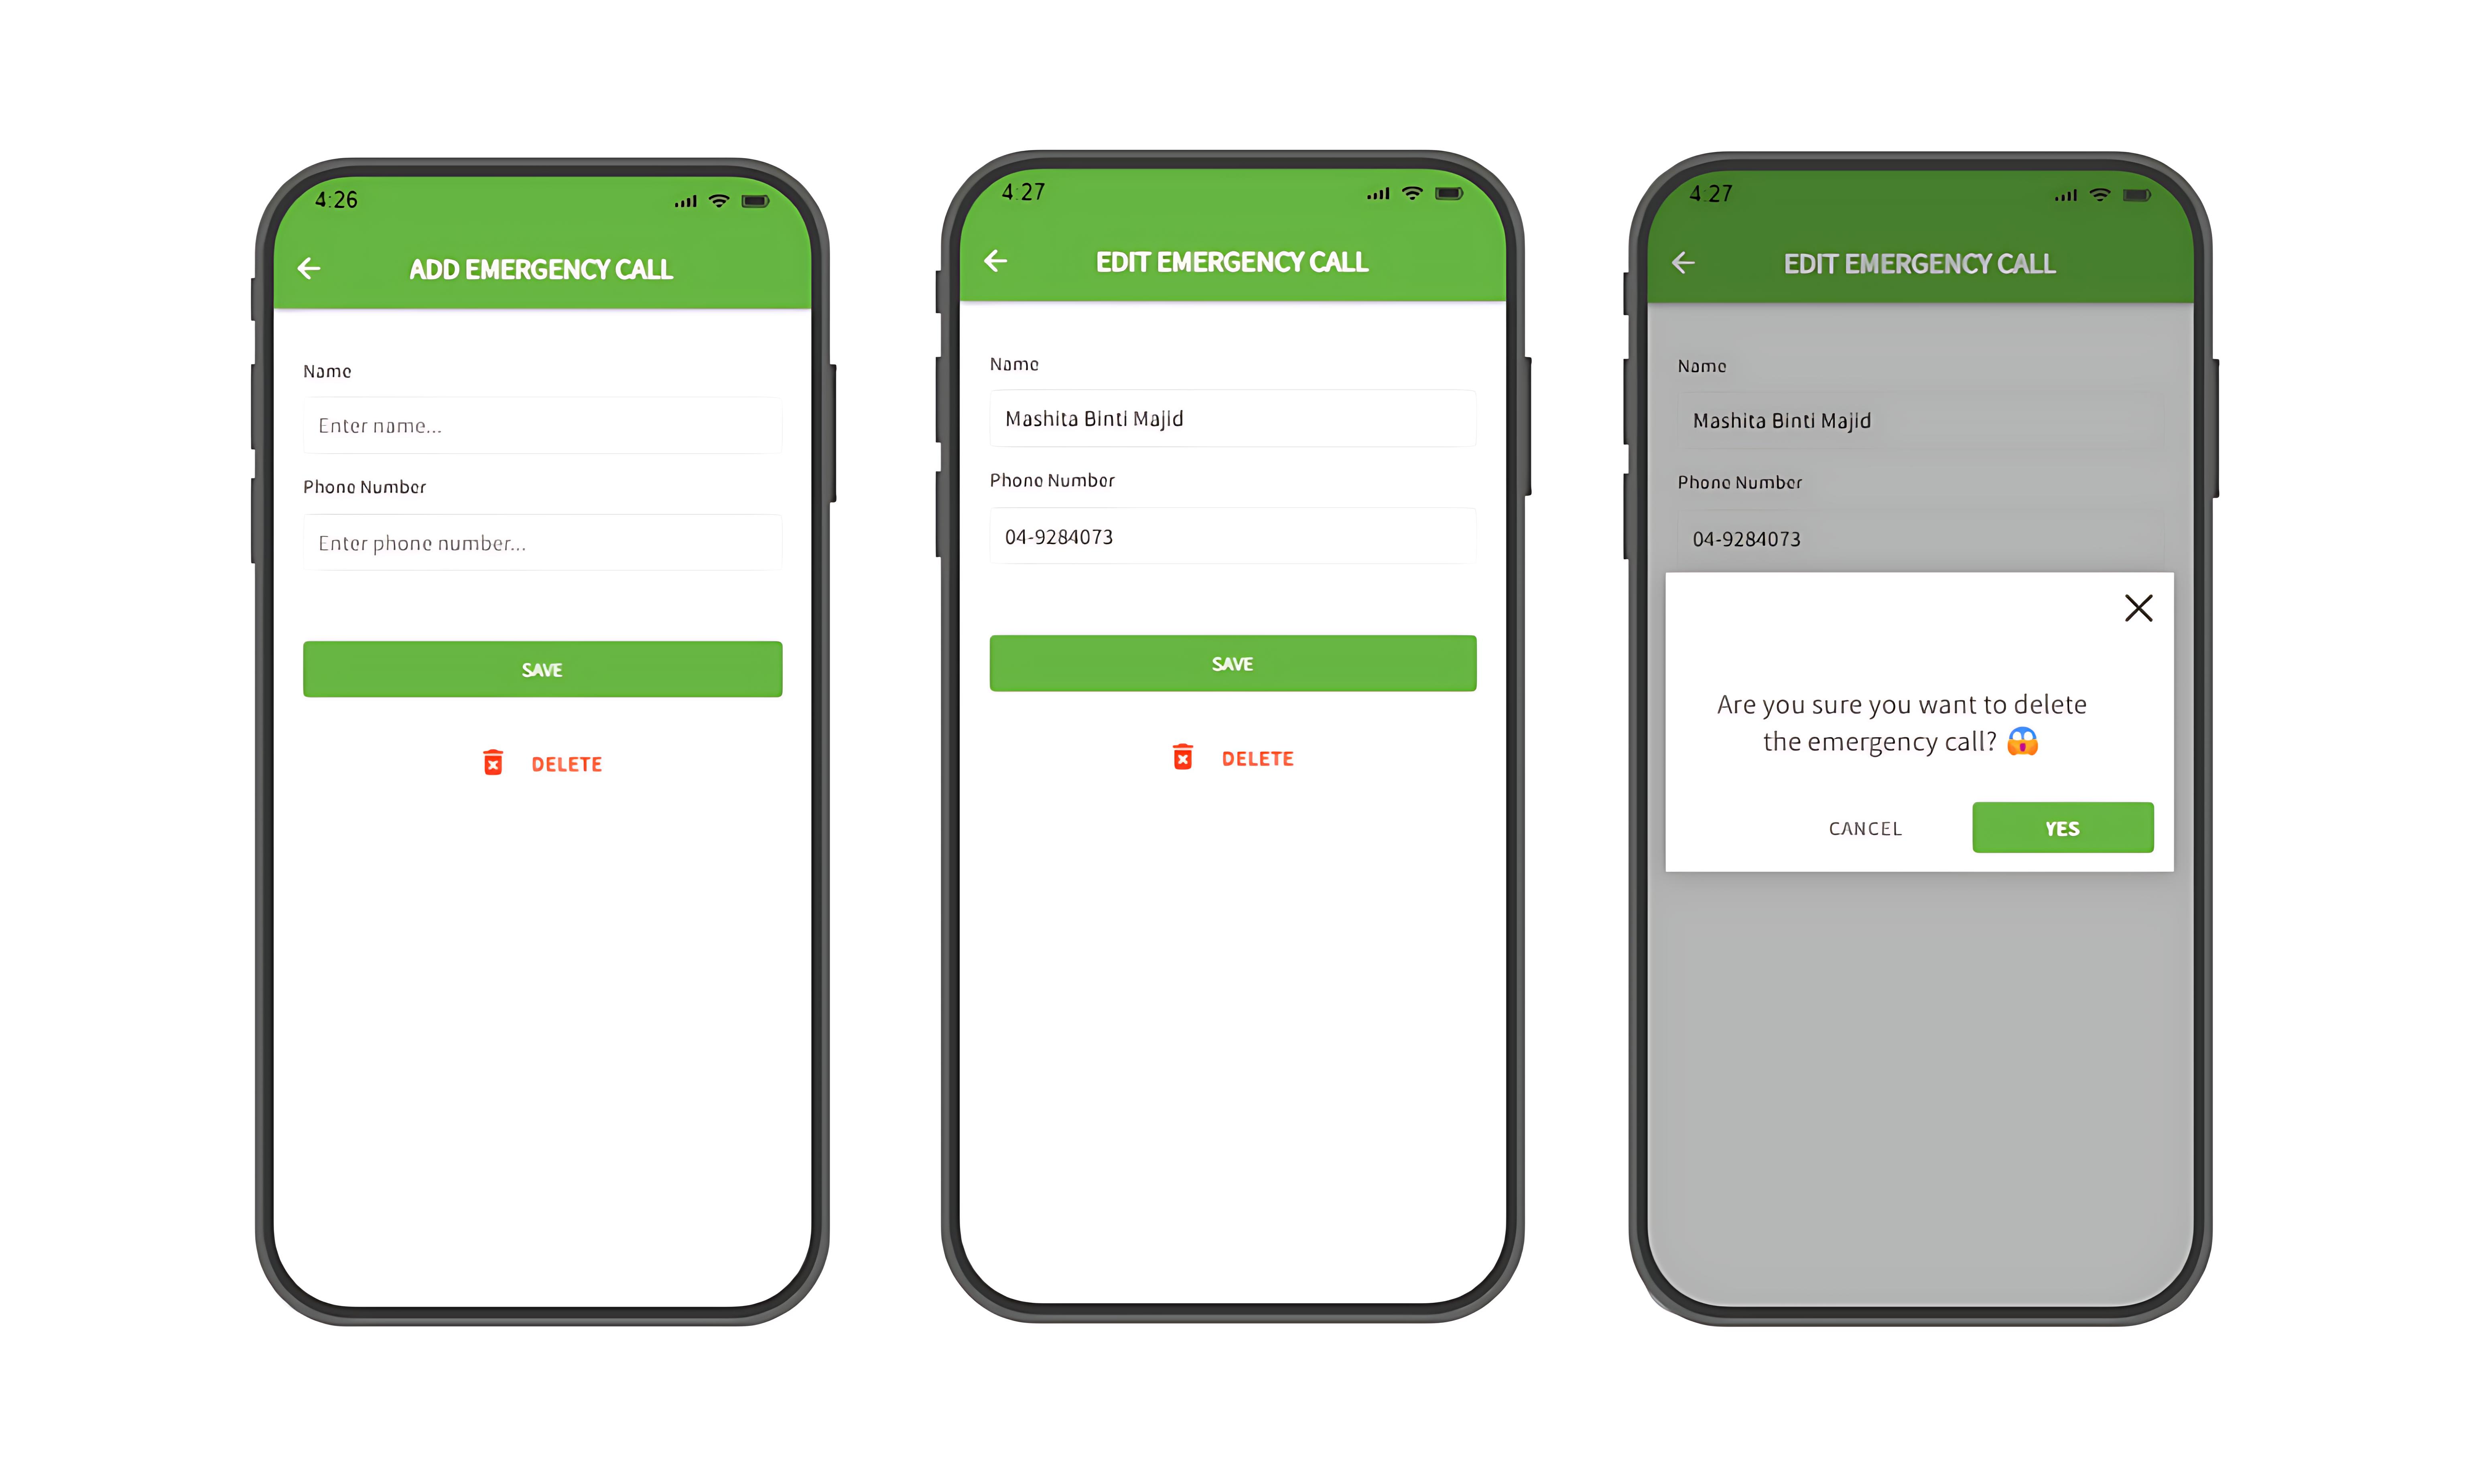 4:26
ADD EMERGENCY CALL
Name
Enter name...
Phone Number
Enter phone number...
SAVE
DELETE
4:27
EDIT EMERGENCY CALL
Name
Mashita Binti Majid
Phone Number
04-9284073
SAVE
DELETE
4:27
EDIT EMERGENCY CALL
Name
Mashita Binti Majid
Phone Number
04-9284073
Are you sure you want to delete
the emergency call? 😱
CANCEL
YES